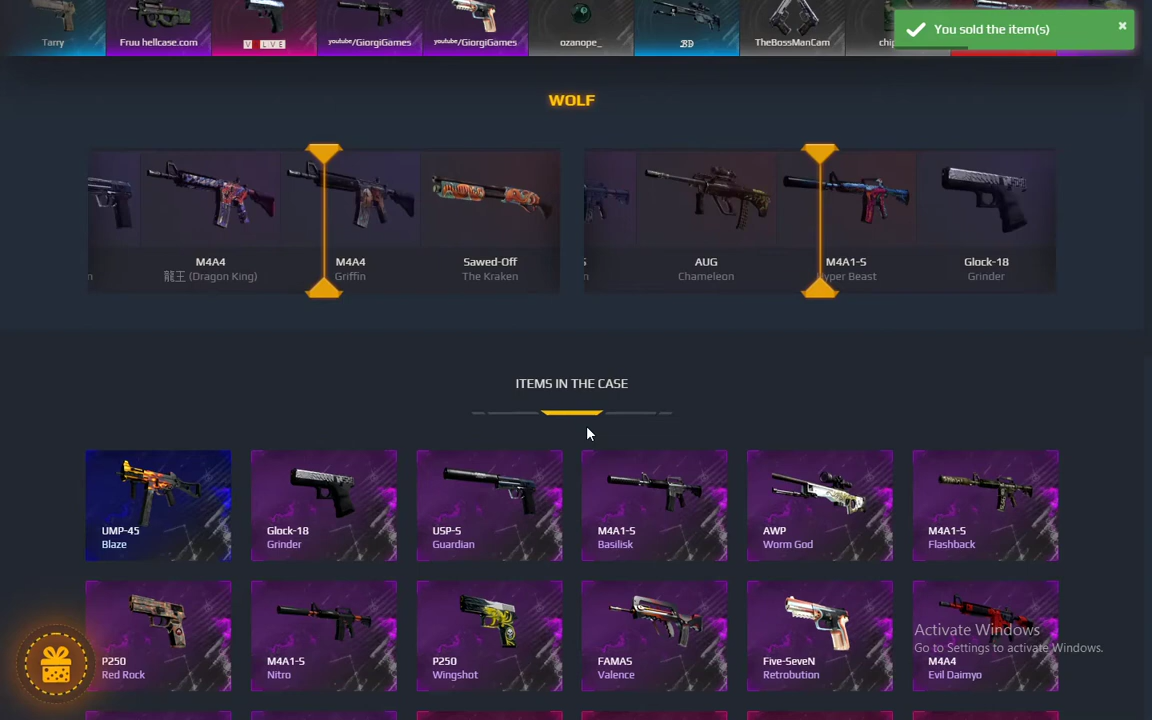 Tarry
Fruu hellcase.com
VOLVE
youtube/GiorgiGames
youtube/GiorgiGames
ozanope_
TheBossManCam
chip
You sold the item(s)
WOLF
M4A4
龍王 (Dragon King)
M4A4
Griffin
Sawed-Off
The Kraken
AUG
Chameleon
M4A1-S
Hyper Beast
Glock-18
Grinder
ITEMS IN THE CASE
UMP-45
Blaze
Glock-18
Grinder
USP-S
Guardian
M4A1-S
Basilisk
AWP
Worm God
M4A1-S
Flashback
P250
Red Rock
M4A1-S
Nitro
P250
Wingshot
FAMAS
Valence
Five-SeveN
Retrobution
M4A4
Evil Daimyo
Activate Windows
Go to Settings to activate Windows.